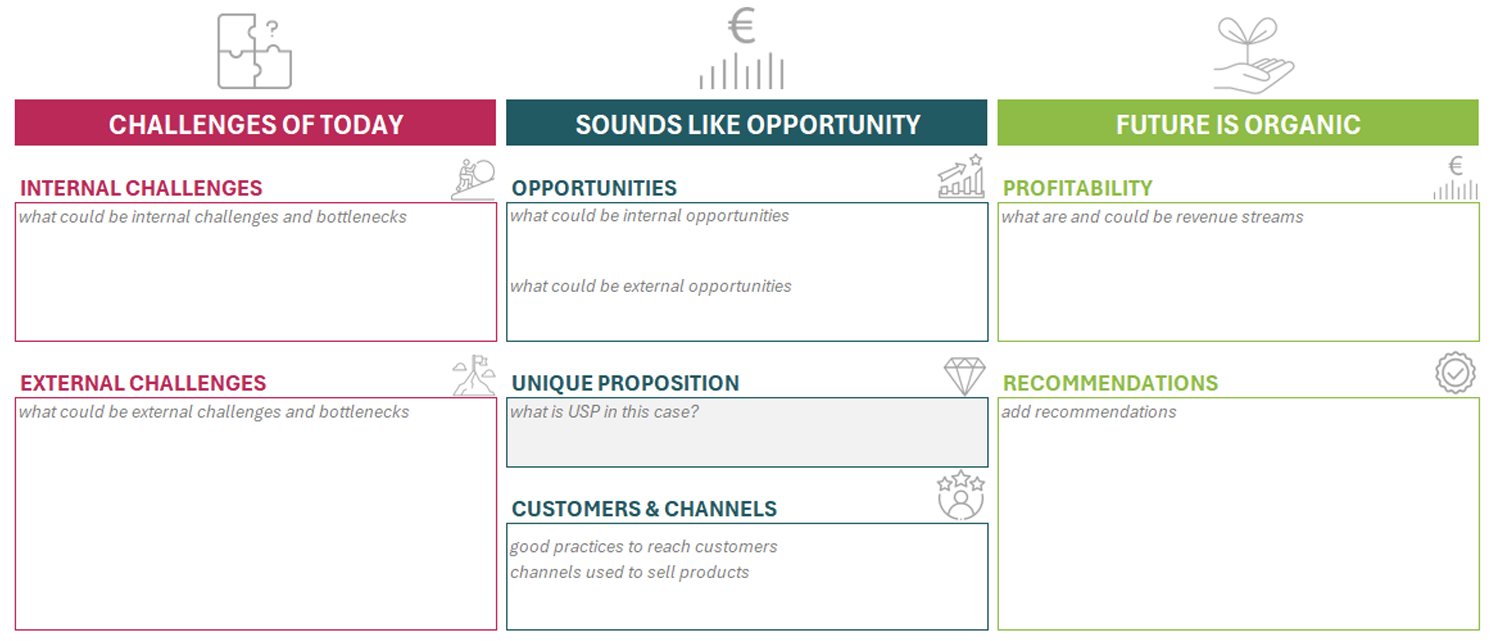 ?
€
CHALLENGES OF TODAY
SOUNDS LIKE OPPORTUNITY
FUTURE IS ORGANIC
INTERNAL CHALLENGES
what could be internal challenges and bottlenecks
EXTERNAL CHALLENGES
what could be external challenges and bottlenecks
OPPORTUNITIES
what could be internal opportunities
what could be external opportunities
UNIQUE PROPOSITION
what is USP in this case?
CUSTOMERS & CHANNELS
good practices to reach customers
channels used to sell products
PROFITABILITY
€
what are and could be revenue streams
RECOMMENDATIONS
add recommendations